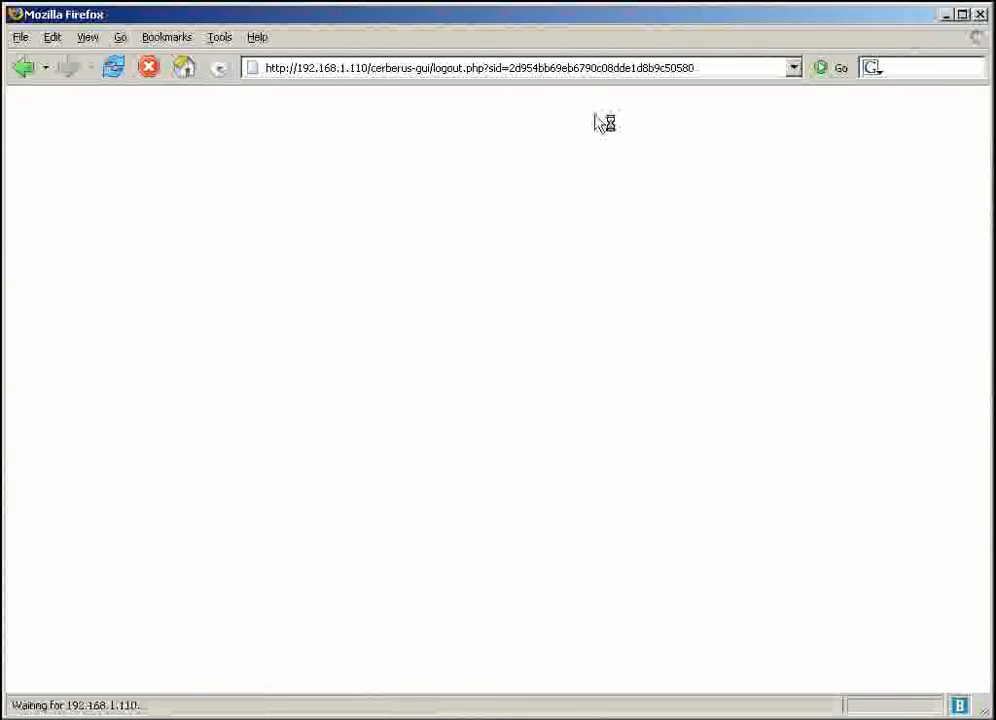 Mozilla Firefox
File Edit View Go Bookmarks Tools Help
http://192.168.1.110/cerberus-gui/logout.php?sid=2d954bb69eb6790c08dde1d8b9c50580 Go G
Waiting for 192.168.1.110... B